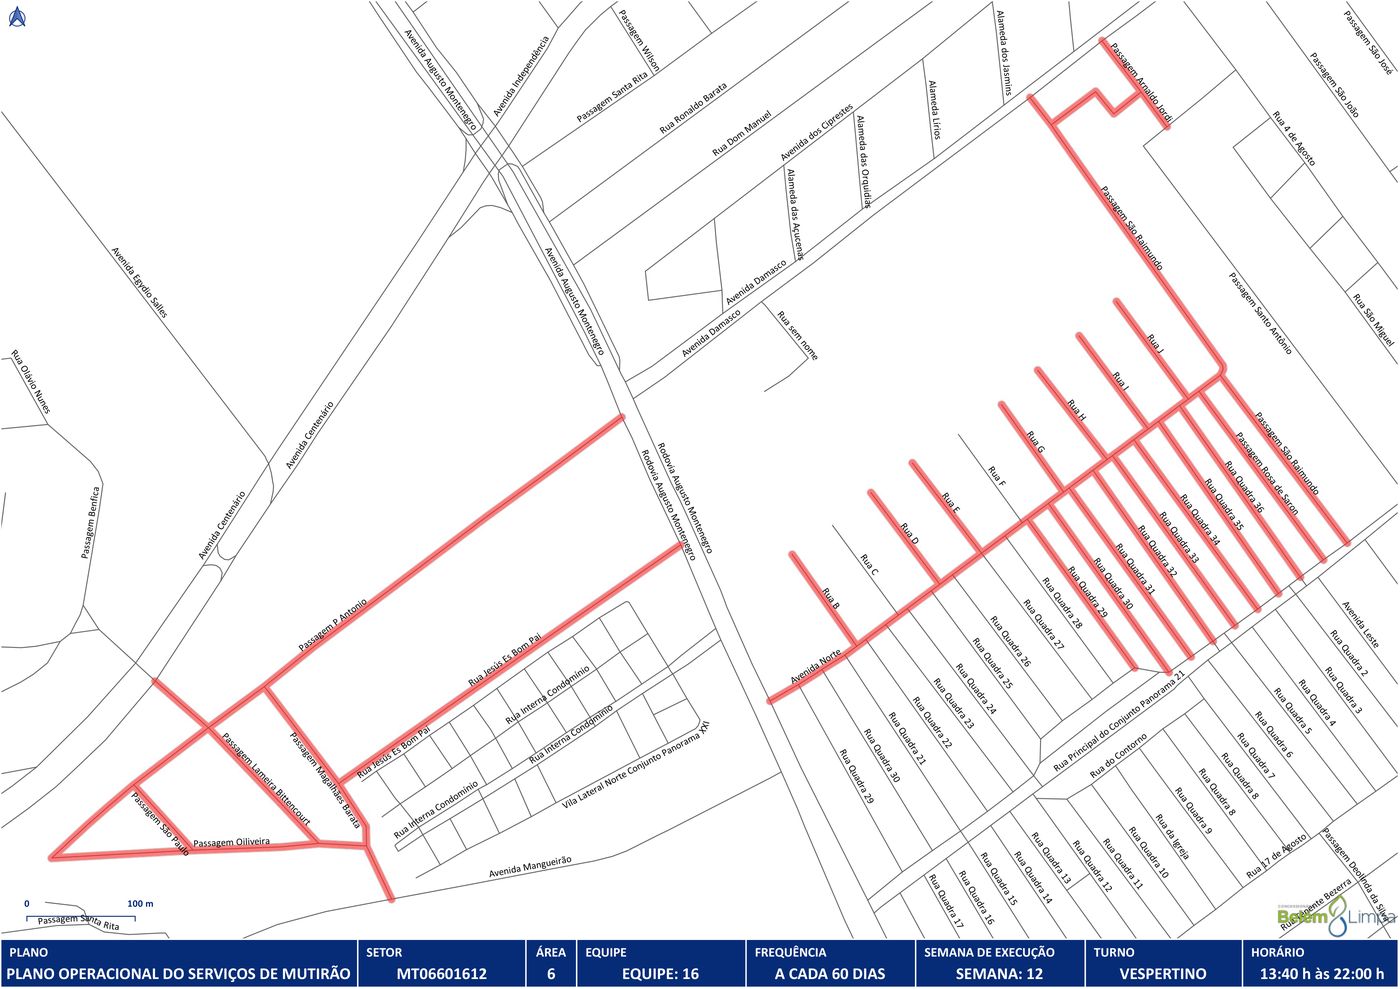 Avenida Augusto Montenegro
Avenida Independência
Passagem Wilson
Passagem Santa Rita
Rua Ronaldo Barata
Rua Dom Manuel
Avenida dos Ciprestes
Alameda dos Jasmins
Alameda Lírios
Alameda das Orquidias
Alameda das Açucenas
Passagem Arnaldo Jordi
Passagem São José
Passagem São João
Rua 4 de Agosto
Rua São Miguel
Passagem Santo Antônio
Passagem São Raimundo
Avenida Egydio Salles
Avenida Augusto Montenegro
Avenida Damasco
Avenida Damasco
Rua sem nome
Rua Olávio Nunes
Avenida Centenário
Avenida Centenário
Passagem Benfica
Rodovia Augusto Montenegro
Rodovia Augusto Montenegro
Rua J
Rua I
Rua H
Rua G
Rua F
Rua E
Rua D
Rua C
Rua B
Avenida Norte
Passagem São Raimundo
Passagem Rosa de Saron
Rua Quadra 36
Rua Quadra 35
Rua Quadra 34
Rua Quadra 33
Rua Quadra 32
Rua Quadra 31
Rua Quadra 30
Rua Quadra 29
Rua Quadra 28
Rua Quadra 27
Rua Quadra 26
Rua Quadra 25
Rua Quadra 24
Rua Quadra 23
Rua Quadra 22
Rua Quadra 21
Rua Quadra 30
Rua Quadra 29
Passagem P Antonio
Rua Jesús Es Bom Pai
Rua Jesús Es Bom Pai
Rua Interna Condomínio
Rua Interna Condomínio
Rua Interna Condomínio
Vila Lateral Norte Conjunto Panorama XXI
Passagem Magalhães Barata
Passagem Lameira Bittencourt
Passagem São Paulo
Passagem Oiliveira
Avenida Mangueirão
Passagem Santa Rita
Rua Principal do Conjunto Panorama 21
Rua do Contorno
Avenida Leste
Rua Quadra 2
Rua Quadra 3
Rua Quadra 4
Rua Quadra 5
Rua Quadra 6
Rua Quadra 7
Rua Quadra 8
Rua Quadra 8
Rua Quadra 9
Rua da Igreja
Rua Quadra 10
Rua Quadra 11
Rua Quadra 12
Rua Quadra 13
Rua Quadra 14
Rua Quadra 15
Rua Quadra 16
Rua Quadra 17
Rua 17 de Agosto
Passagem Deolinda da Silva
Bezerra
0 100 m
Belém Limpa
PLANO
PLANO OPERACIONAL DO SERVIÇOS DE MUTIRÃO
SETOR
MT06601612
ÁREA
6
EQUIPE
EQUIPE: 16
FREQUÊNCIA
A CADA 60 DIAS
SEMANA DE EXECUÇÃO
SEMANA: 12
TURNO
VESPERTINO
HORÁRIO
13:40 h às 22:00 h